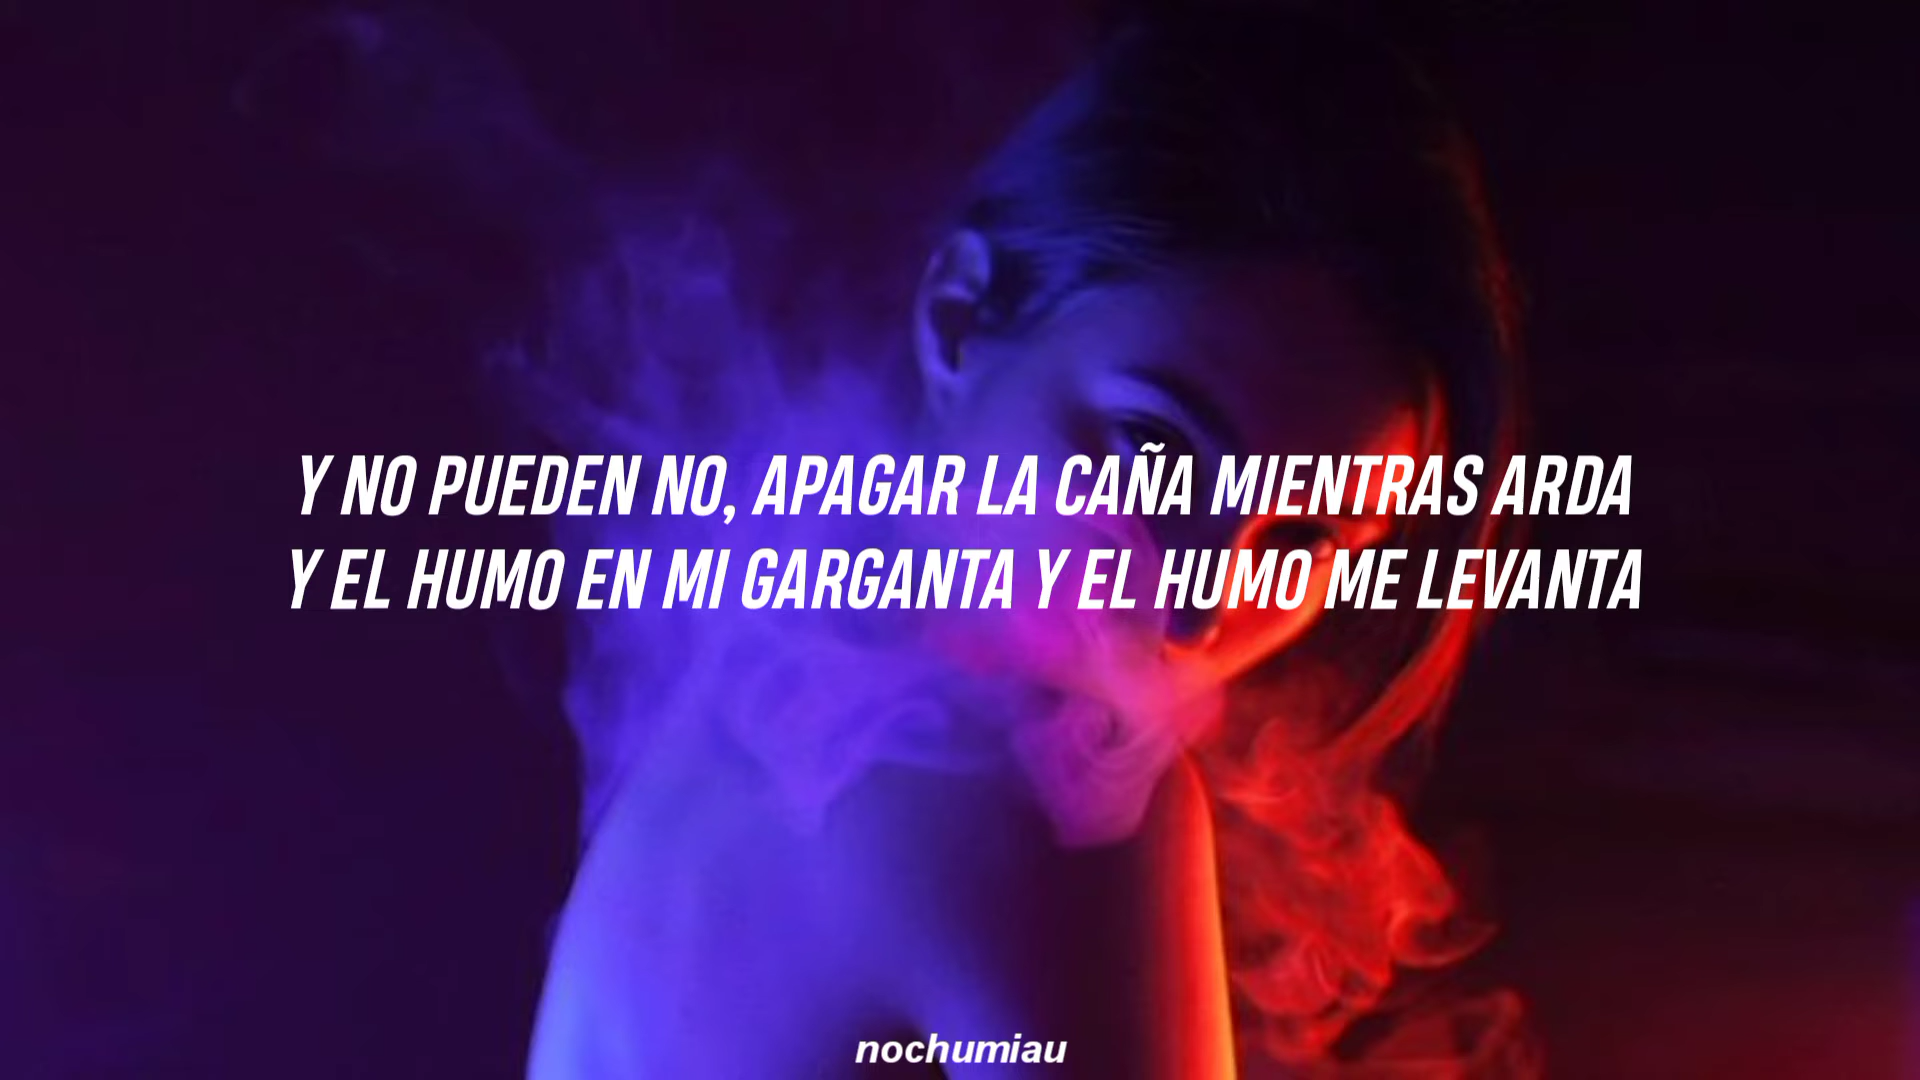 Y NO PUEDEN NO, APAGAR LA CAÑA MIENTRAS ARDA
Y EL HUMO EN MI GARGANTA Y EL HUMO ME LEVANTA
nochumiau